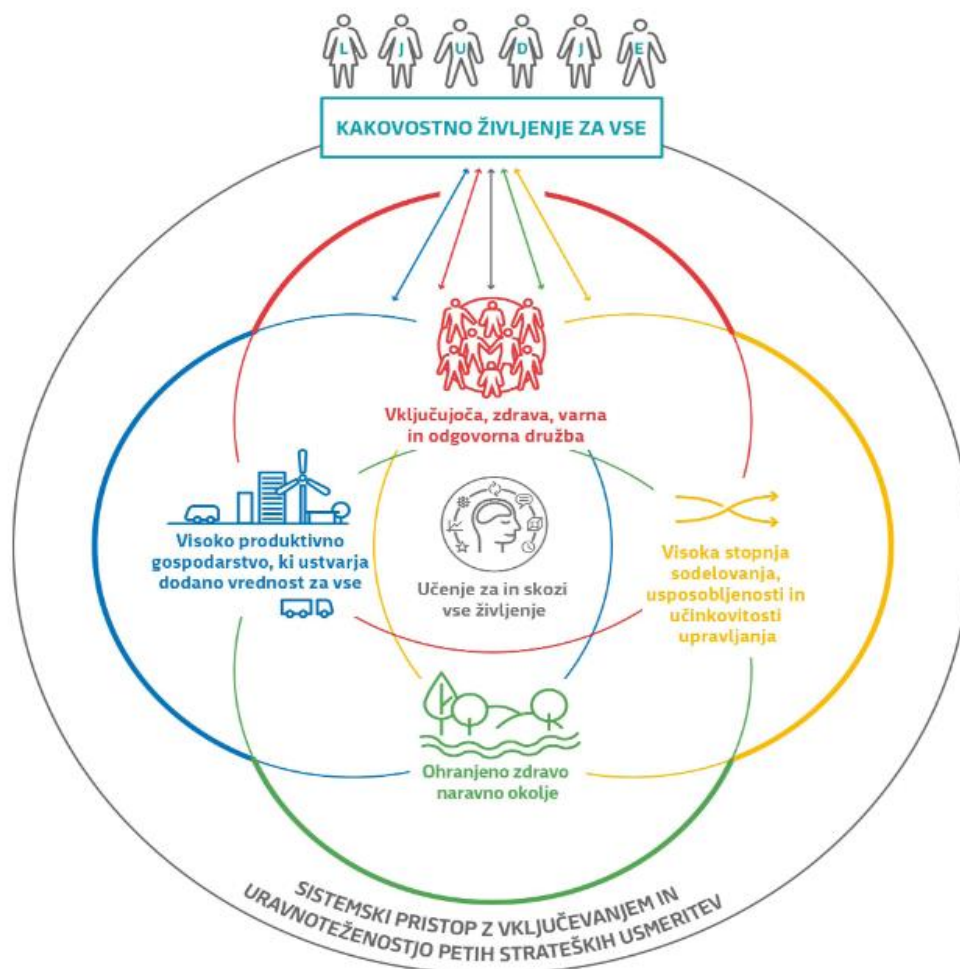 L J U D J E
KAKOVOSTNO ŽIVLJENJE ZA VSE
Vključujoča, zdrava, varna
in odgovorna družba
Visoko produktivno
gospodarstvo, ki ustvarja
dodano vrednost za vse
Učenje za in skozi
vse življenje
Visoka stopnja
sodelovanja,
usposobljenosti in
učinkovitosti
upravljanja
Ohranjeno zdravo
naravno okolje
SISTEMSKI PRISTOP Z VKLJUČEVANJEM IN
URAVNOTEŽENOSTJO PETIH STRATEŠKIH USMERITEV